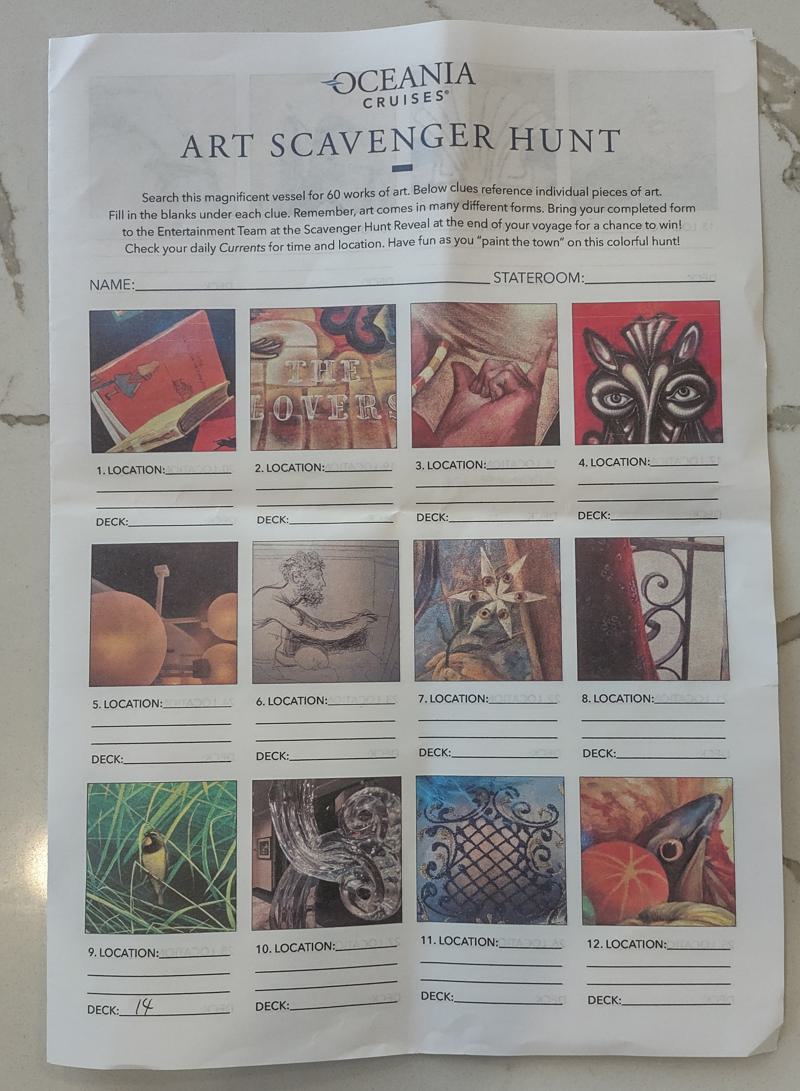 OCEANIA
CRUISES®
ART SCAVENGER HUNT
Search this magnificent vessel for 60 works of art. Below clues reference individual pieces of art.
Fill in the blanks under each clue. Remember, art comes in many different forms. Bring your completed form
to the Entertainment Team at the Scavenger Hunt Reveal at the end of your voyage for a chance to win!
Check your daily Currents for time and location. Have fun as you "paint the town" on this colorful hunt!
NAME: STATEROOM:
THE
LOVERS
1. LOCATION: 2. LOCATION: 3. LOCATION: 4. LOCATION:
DECK: DECK: DECK: DECK:
5. LOCATION: 6. LOCATION: 7. LOCATION: 8. LOCATION:
DECK: DECK: DECK: DECK:
9. LOCATION: 10. LOCATION: 11. LOCATION: 12. LOCATION:
DECK: 14 DECK: DECK: DECK: